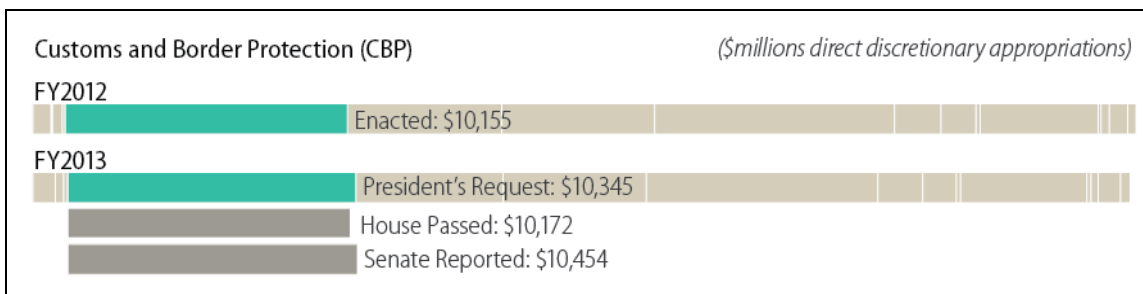 Customs and Border Protection (CBP) ($millions direct discretionary appropriations)
FY2012
Enacted: $10,155
FY2013
President’s Request: $10,345
House Passed: $10,172
Senate Reported: $10,454